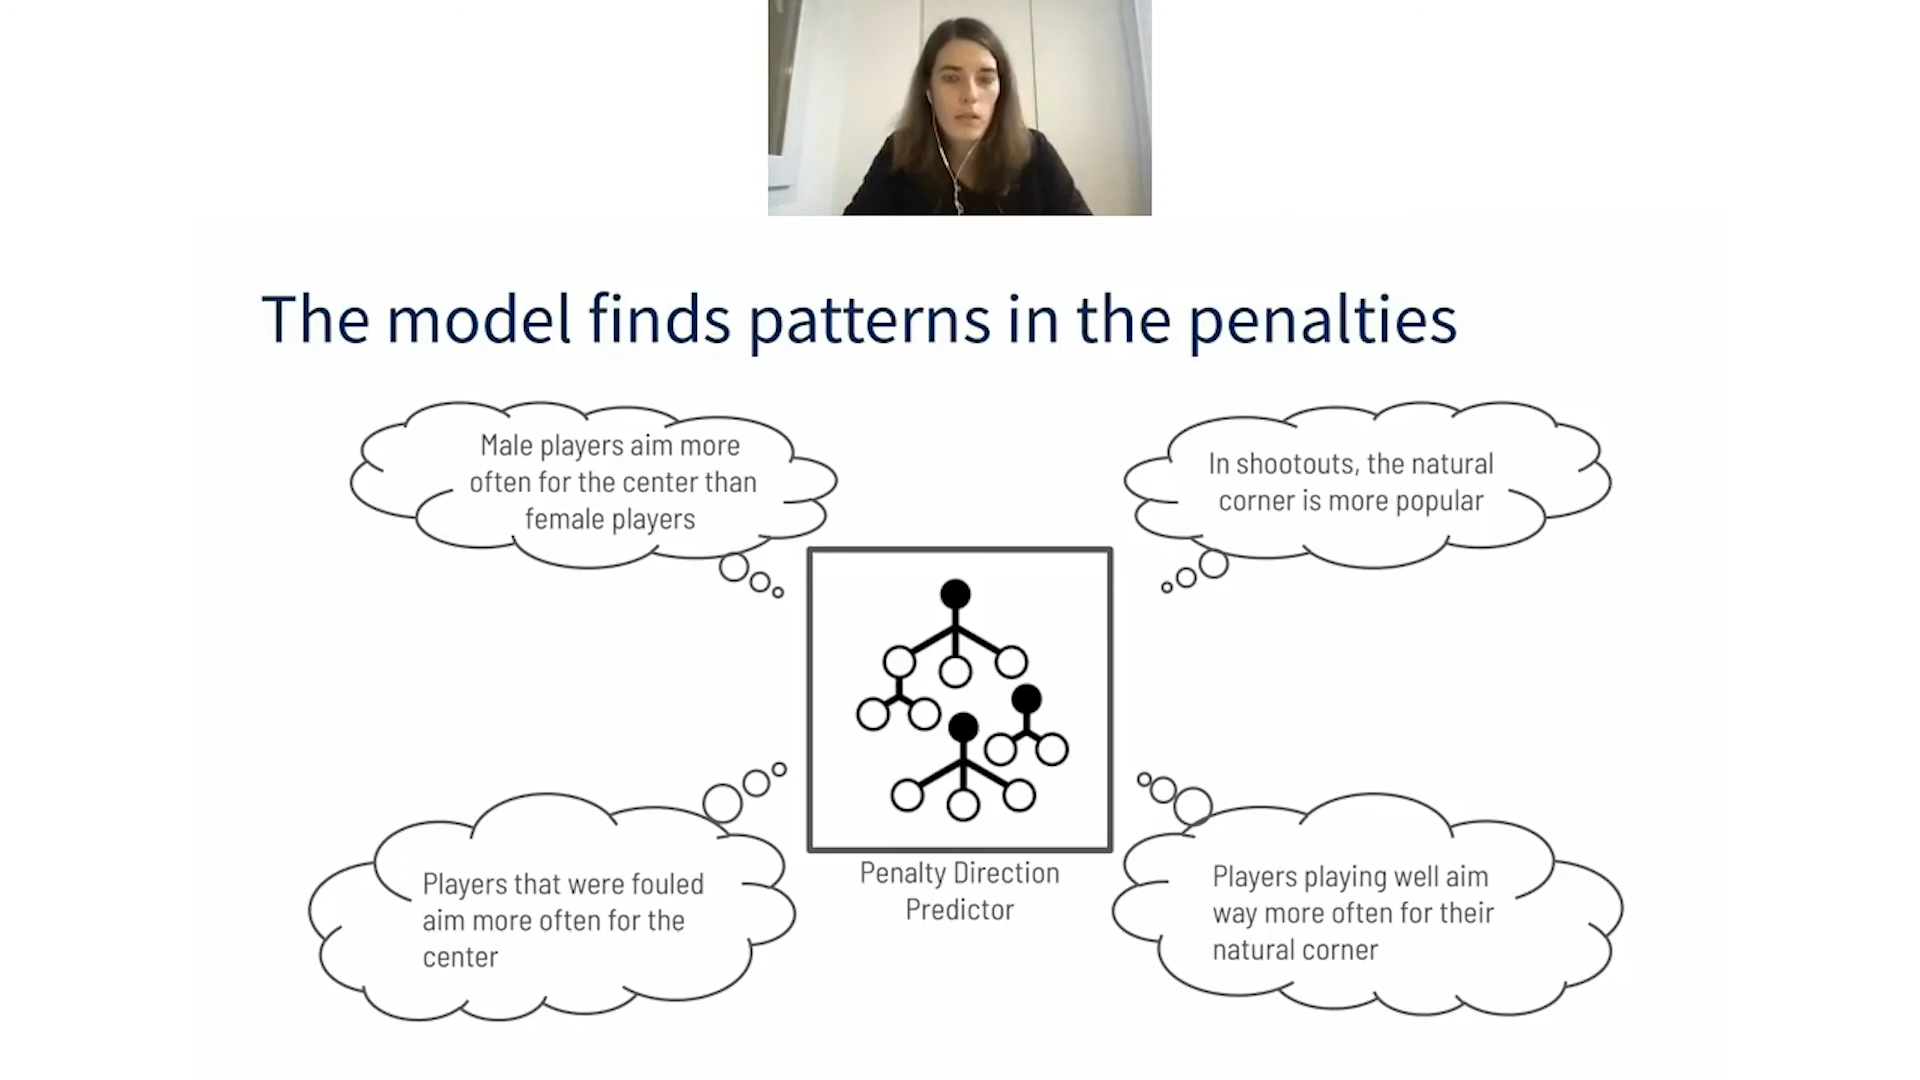 The model finds patterns in the penalties
Male players aim more
often for the center than
female players
In shootouts, the natural
corner is more popular
Penalty Direction
Predictor
Players that were fouled
aim more often for the
center
Players playing well aim
way more often for their
natural corner